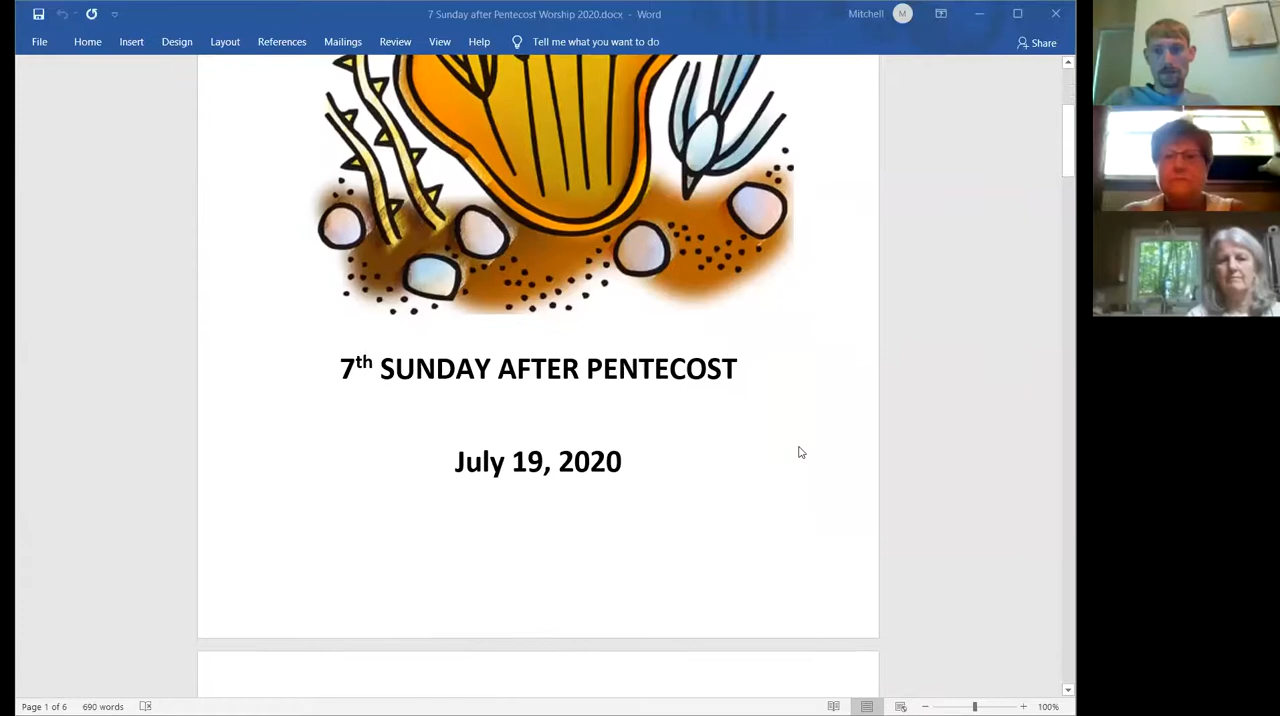 7 Sunday after Pentecost Worship 2020.docx - Word
Mitchell
M
File Home Insert Design Layout References Mailings Review View Help Tell me what you want to do
Share
7th SUNDAY AFTER PENTECOST
July 19, 2020
Page 1 of 6 690 words
100%